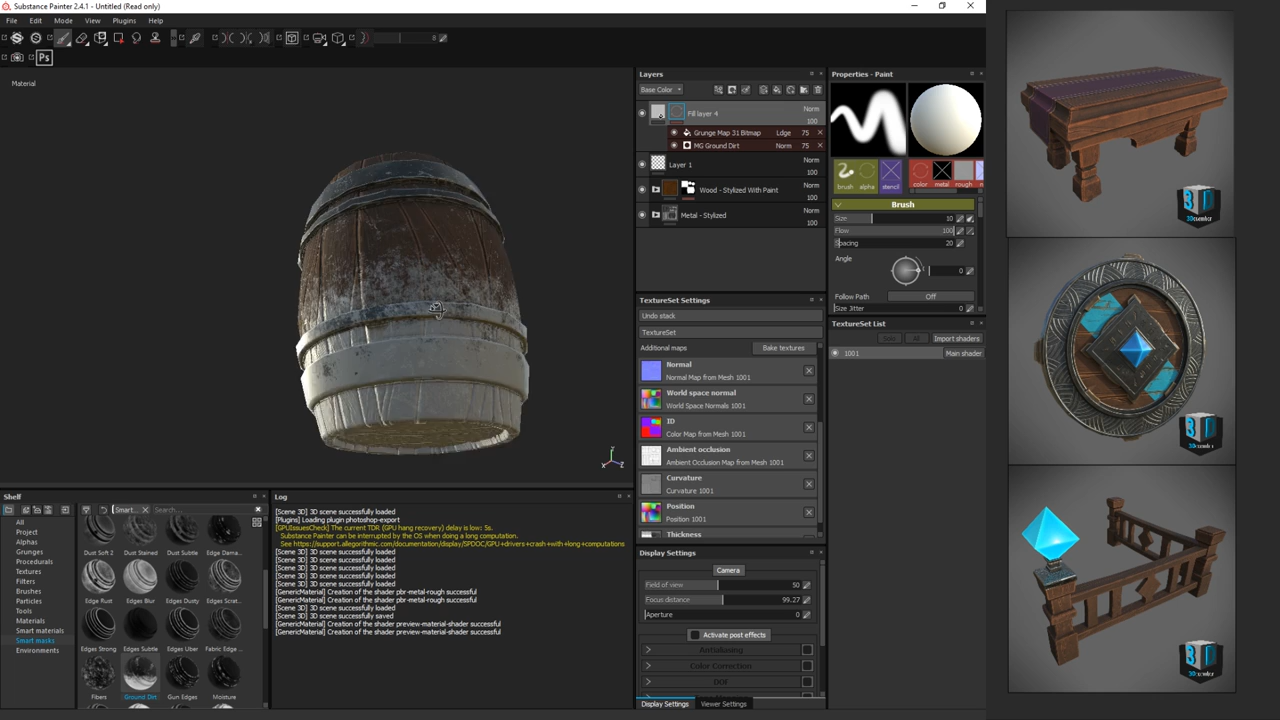 Substance Painter 2.4.1 - Untitled (Read only)
File Edit Mode View Plugins Help
8
Ps
Material
Layers
Base Color
Fill layer 4 Norm 100
Grunge Map 31 Bitmap Ldge 75
MG Ground Dirt Norm 75
Layer 1 Norm 100
Wood - Stylized With Paint Norm 100
Metal - Stylized Norm 100
TextureSet Settings
Undo stack
TextureSet
Additional maps Bake textures
Normal
Normal Map from Mesh 1001
World space normal
World Space Normals 1001
ID
Color Map from Mesh 1001
Ambient occlusion
Ambient Occlusion Map from Mesh 1001
Curvature
Curvature 1001
Position
Position 1001
Thickness
Display Settings
Camera
Field of view 50
Focus distance 99.27
Aperture 0
Activate post effects
Antialiasing
Color Correction
DOF
Display Settings Viewer Settings
Properties - Paint
brush alpha stencil color metal rough n
Brush
Size 10
Flow 100
Spacing 20
Angle
0
Follow Path Off
Size Jitter 0
TextureSet List
Solo All Import shaders
1001 Main shader
Shelf
Smart... Search...
All
Project
Alphas
Grunges
Procedurals
Textures
Filters
Brushes
Particles
Tools
Materials
Smart materials
Smart masks
Environments
Dust Soft 2 Dust Stained Dust Subtle Edge Dama...
Edge Rust Edges Blur Edges Dusty Edges Scrat...
Edges Strong Edges Subtle Edges Uber Fabric Edge ...
Fibers Ground Dirt Gun Edges Moisture
Log
[Scene 3D] 3D scene successfully loaded
[Scene 3D] 3D scene successfully loaded
[Plugins] Loading plugin photoshop-export
[GPUIssuesCheck] The current TDR (GPU hang recovery) delay is low: 5s.
Substance Painter can be interrupted by the OS when doing a long computation.
See https://support.allegorithmic.com/documentation/display/SPDOC/GPU+drivers+crash+with+long+computations
[Scene 3D] 3D scene successfully loaded
[Scene 3D] 3D scene successfully loaded
[Scene 3D] 3D scene successfully loaded
[Scene 3D] 3D scene successfully loaded
[Scene 3D] 3D scene successfully loaded
[GenericMaterial] Creation of the shader pbr-metal-rough successful
[GenericMaterial] Creation of the shader pbr-metal-rough successful
[Scene 3D] 3D scene successfully loaded
[Scene 3D] 3D scene successfully saved
[GenericMaterial] Creation of the shader preview-material-shader successful
[GenericMaterial] Creation of the shader preview-material-shader successful